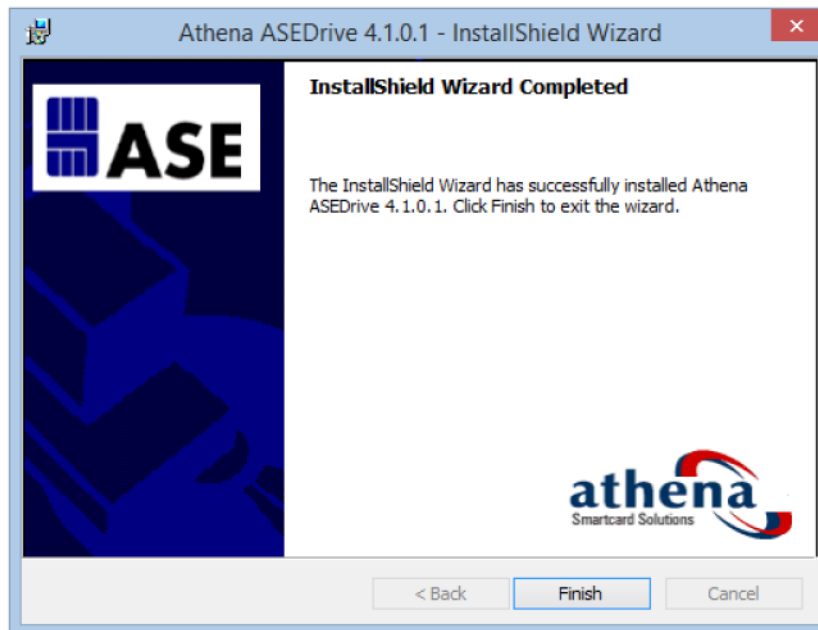 Athena ASEDrive 4.1.0.1 - InstallShield Wizard
InstallShield Wizard Completed
ASE
The InstallShield Wizard has successfully installed Athena
ASEDrive 4.1.0.1. Click Finish to exit the wizard.
athena
Smartcard Solutions
< Back
Finish
Cancel